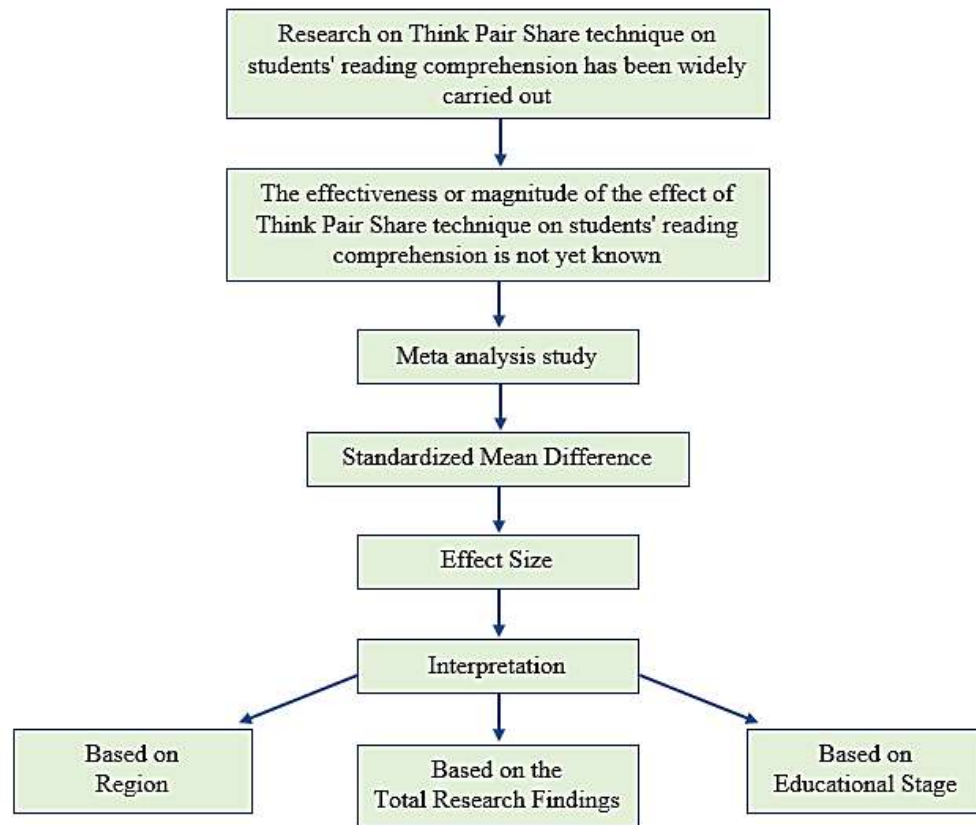 Research on Think Pair Share technique on
students' reading comprehension has been widely
carried out
The effectiveness or magnitude of the effect of
Think Pair Share technique on students' reading
comprehension is not yet known
Meta analysis study
Standardized Mean Difference
Effect Size
Interpretation
Based on
Region
Based on the
Total Research Findings
Based on
Educational Stage